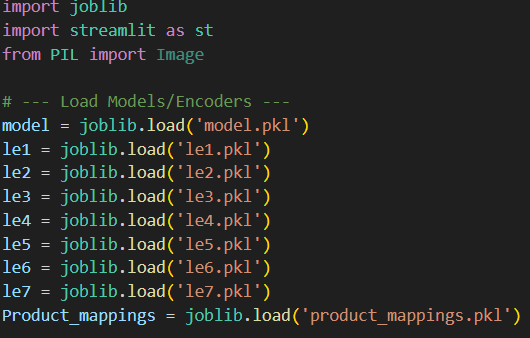 import joblib
import streamlit as st
from PIL import Image
# --- Load Models/Encoders ---
model = joblib.load('model.pkl')
le1 = joblib.load('le1.pkl')
le2 = joblib.load('le2.pkl')
le3 = joblib.load('le3.pkl')
le4 = joblib.load('le4.pkl')
le5 = joblib.load('le5.pkl')
le6 = joblib.load('le6.pkl')
le7 = joblib.load('le7.pkl')
Product_mappings = joblib.load('product_mappings.pkl')